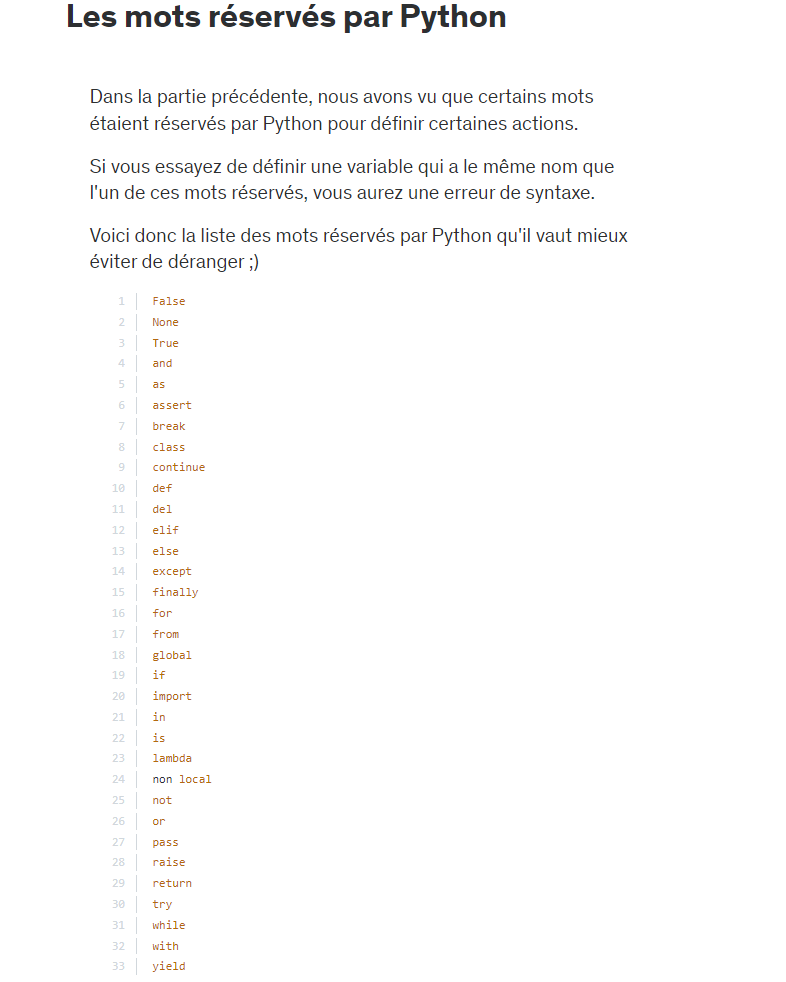 Les mots réservés par Python
Dans la partie précédente, nous avons vu que certains mots
étaient réservés par Python pour définir certaines actions.
Si vous essayez de définir une variable qui a le même nom que
l'un de ces mots réservés, vous aurez une erreur de syntaxe.
Voici donc la liste des mots réservés par Python qu'il vaut mieux
éviter de déranger ;)
1 False
2 None
3 True
4 and
5 as
6 assert
7 break
8 class
9 continue
10 def
11 del
12 elif
13 else
14 except
15 finally
16 for
17 from
18 global
19 if
20 import
21 in
22 is
23 lambda
24 non local
25 not
26 or
27 pass
28 raise
29 return
30 try
31 while
32 with
33 yield